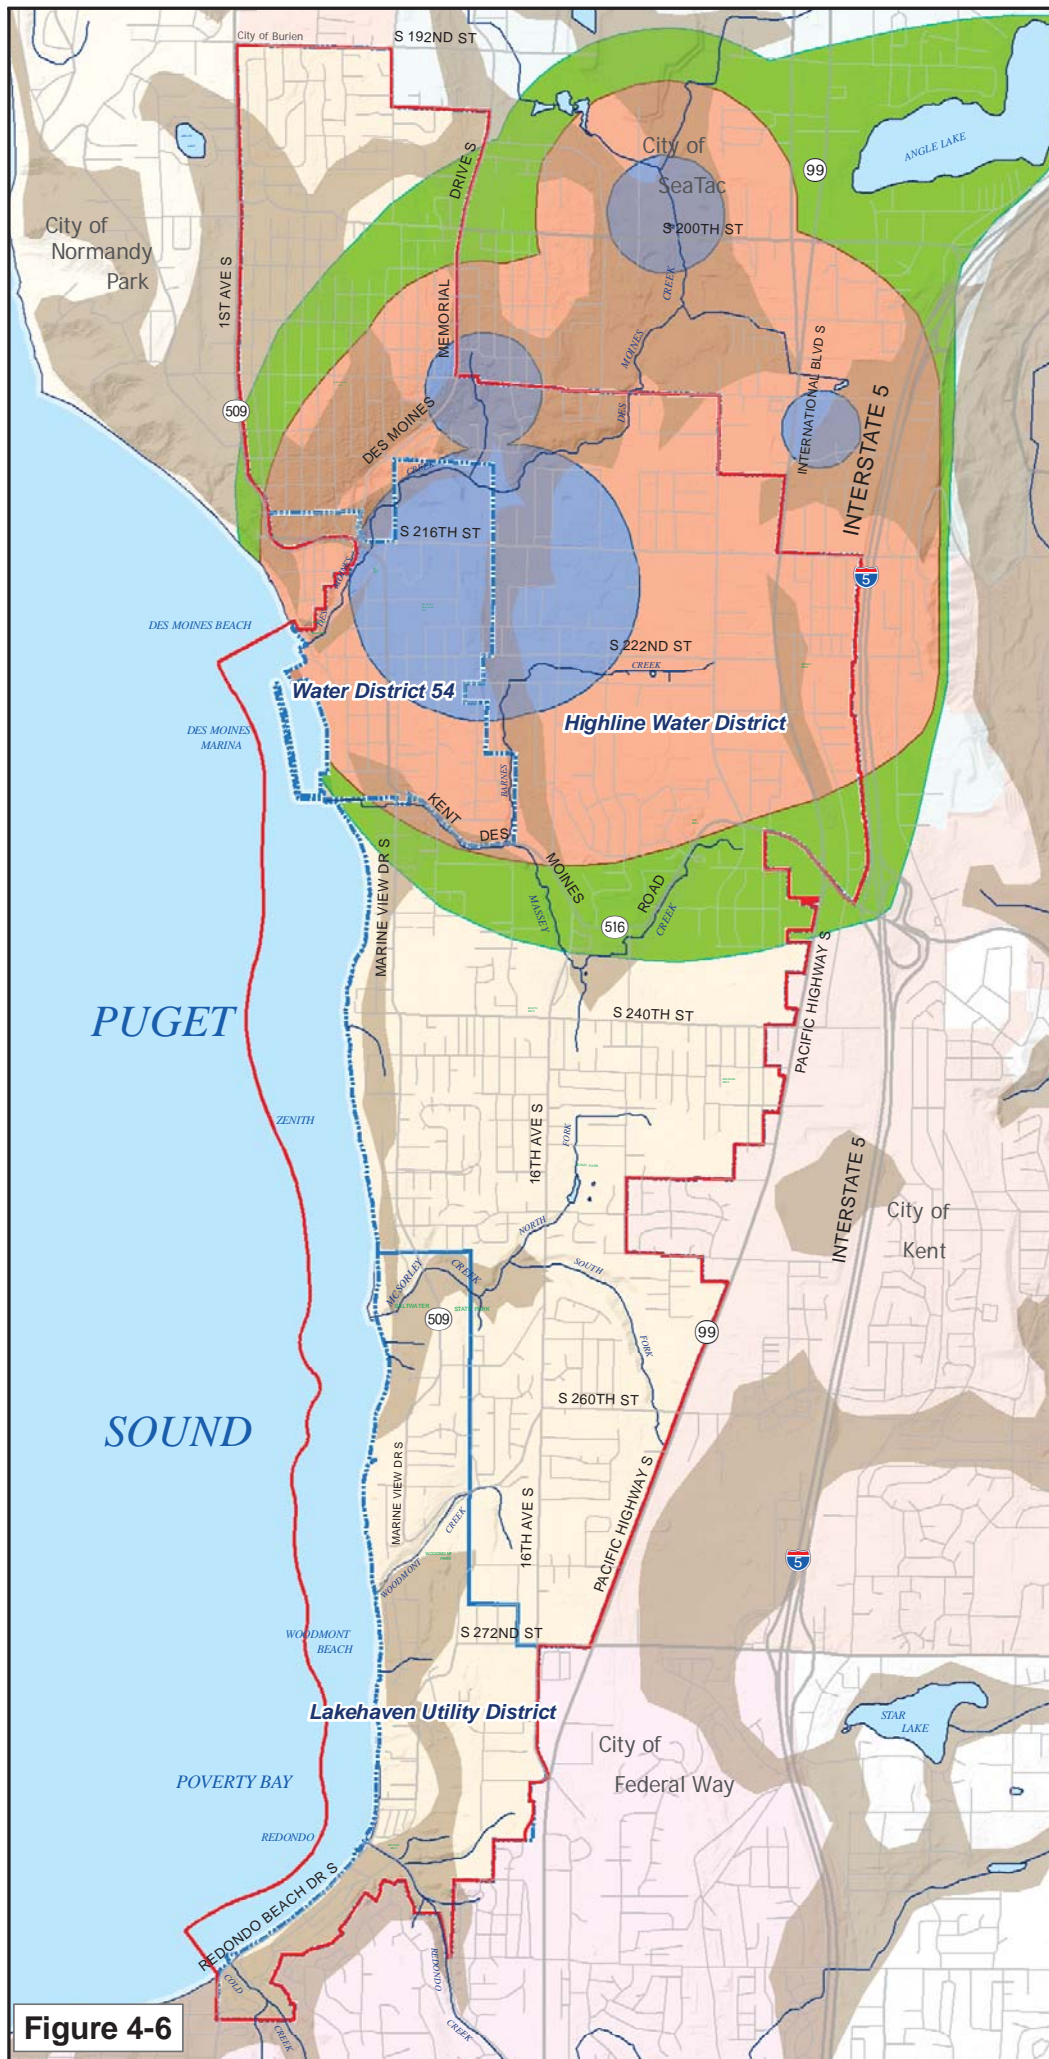 City of Burien
S 192ND ST
City of
SeaTac
99
ANGLE LAKE
DRIVE S
City of
Normandy
Park
S 200TH ST
1ST AVE S
CREEK
MEMORIAL
MOINES
INTERNATIONAL BLVD S
509
DES
DES MOINES
INTERSTATE 5
CREEK
S 216TH ST
MOINES
5
DES
DES MOINES BEACH
S 222ND ST
CREEK
Water District 54
Highline Water District
DES MOINES
MARINA
BARNES
KENT
DES
MOINES
ROAD
MARINE VIEW DR S
MASSEY
CREEK
516
PACIFIC HIGHWAY S
PUGET
S 240TH ST
ZENITH
16TH AVE S
FORK
INTERSTATE 5
City of
Kent
NORTH
MCSORLEY
CREEK
SOUTH
SALTWATER
STATE PARK
509
99
FORK
SOUND
S 260TH ST
MARINE VIEW DR S
PACIFIC HIGHWAY S
CREEK
16TH AVE S
5
WOODMONT
WOODMONT
BEACH
S 272ND ST
Lakehaven Utility District
STAR
LAKE
City of
Federal Way
POVERTY BAY
REDONDO
REDONDO BEACH DR S
REDONDO
COLD
CREEK
CREEK
Figure 4-6